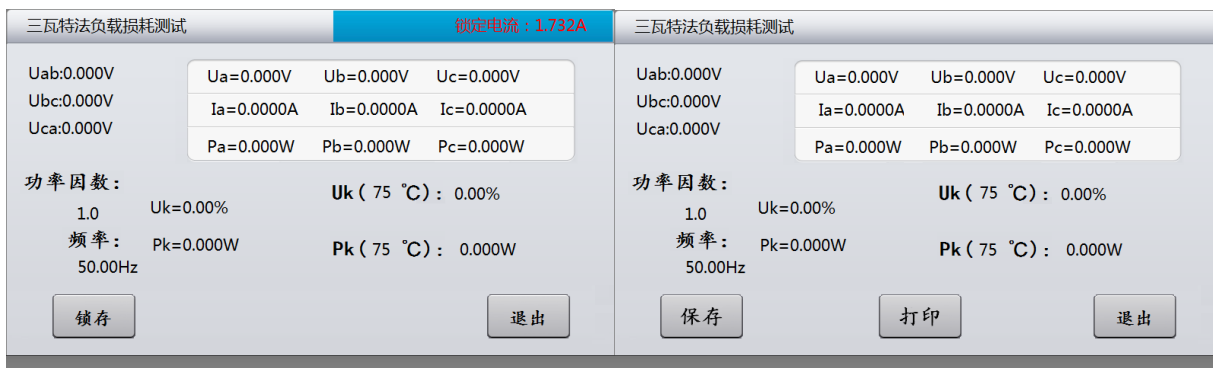 三瓦特法负载损耗测试 锁定电流：1.732A
Uab:0.000V
Ubc:0.000V
Uca:0.000V
Ua=0.000V Ub=0.000V Uc=0.000V
Ia=0.0000A Ib=0.0000A Ic=0.0000A
Pa=0.000W Pb=0.000W Pc=0.000W
功率因数：
1.0
频率：
50.00Hz
Uk=0.00%
Pk=0.000W
Uk(75 ℃)：0.00%
Pk(75 ℃)：0.000W
锁存 退出
三瓦特法负载损耗测试
Uab:0.000V
Ubc:0.000V
Uca:0.000V
Ua=0.000V Ub=0.000V Uc=0.000V
Ia=0.0000A Ib=0.0000A Ic=0.0000A
Pa=0.000W Pb=0.000W Pc=0.000W
功率因数：
1.0
频率：
50.00Hz
Uk=0.00%
Pk=0.000W
Uk(75 ℃)：0.00%
Pk(75 ℃)：0.000W
保存 打印 退出